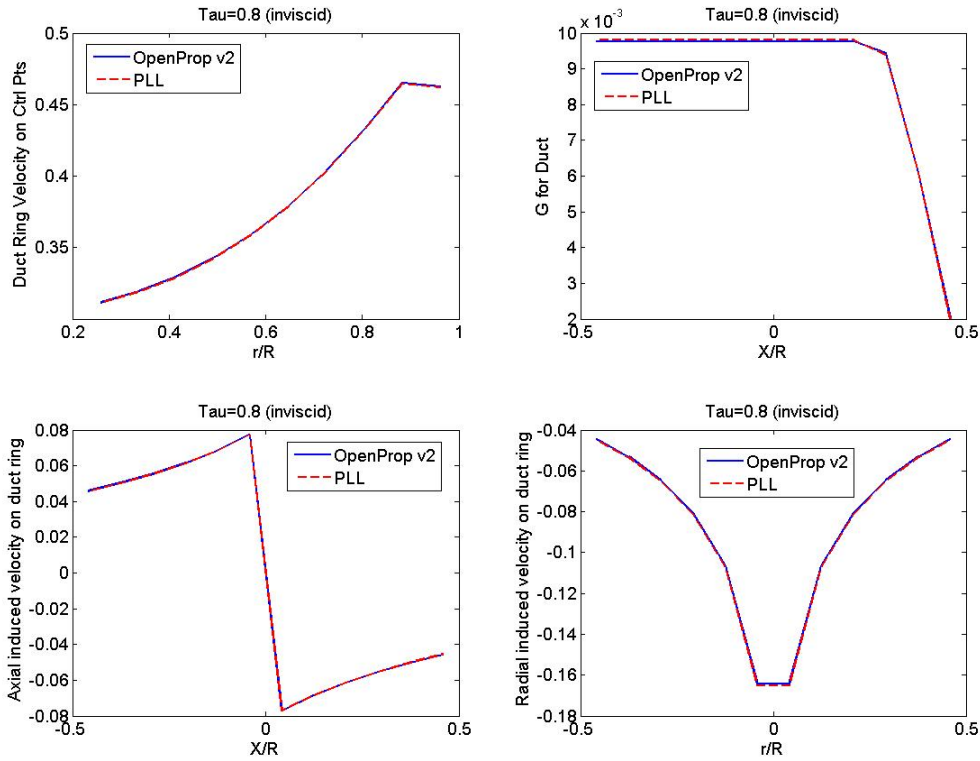 Tau=0.8 (inviscid)
0.5
0.45
0.4
0.35
0.2
0.4
0.6
0.8
1
Duct Ring Velocity on Ctrl Pts
r/R
OpenProp v2
PLL
Tau=0.8 (inviscid)
x 10-3
10
9
8
7
6
5
4
3
2
-0.5
0
0.5
G for Duct
X/R
OpenProp v2
PLL
Tau=0.8 (inviscid)
0.08
0.06
0.04
0.02
0
-0.02
-0.04
-0.06
-0.08
-0.5
0
0.5
Axial induced velocity on duct ring
X/R
OpenProp v2
PLL
Tau=0.8 (inviscid)
-0.04
-0.06
-0.08
-0.1
-0.12
-0.14
-0.16
-0.18
-0.5
0
0.5
Radial induced velocity on duct ring
r/R
OpenProp v2
PLL